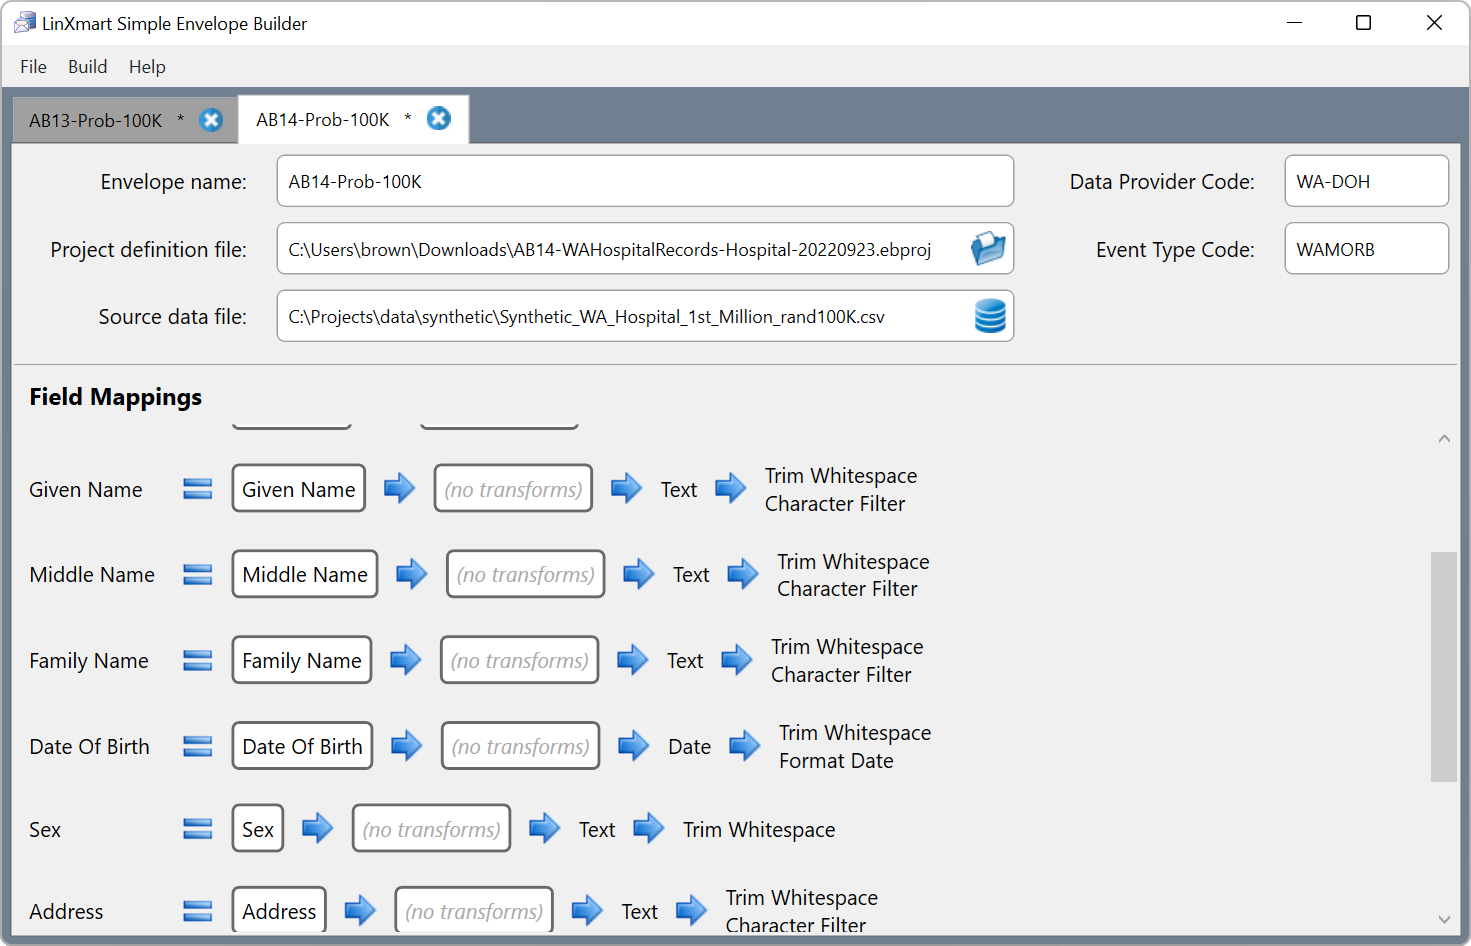 LinXmart Simple Envelope Builder
File Build Help
AB13-Prob-100K * AB14-Prob-100K *
Envelope name: AB14-Prob-100K Data Provider Code: WA-DOH
Project definition file: C:\Users\brown\Downloads\AB14-WAHospitalRecords-Hospital-20220923.ebproj Event Type Code: WAMORB
Source data file: C:\Projects\data\synthetic\Synthetic_WA_Hospital_1st_Million_rand100K.csv
Field Mappings
Given Name Given Name (no transforms) Text Trim Whitespace
Character Filter
Middle Name Middle Name (no transforms) Text Trim Whitespace
Character Filter
Family Name Family Name (no transforms) Text Trim Whitespace
Character Filter
Date Of Birth Date Of Birth (no transforms) Date Trim Whitespace
Format Date
Sex Sex (no transforms) Text Trim Whitespace
Address Address (no transforms) Text Trim Whitespace
Character Filter